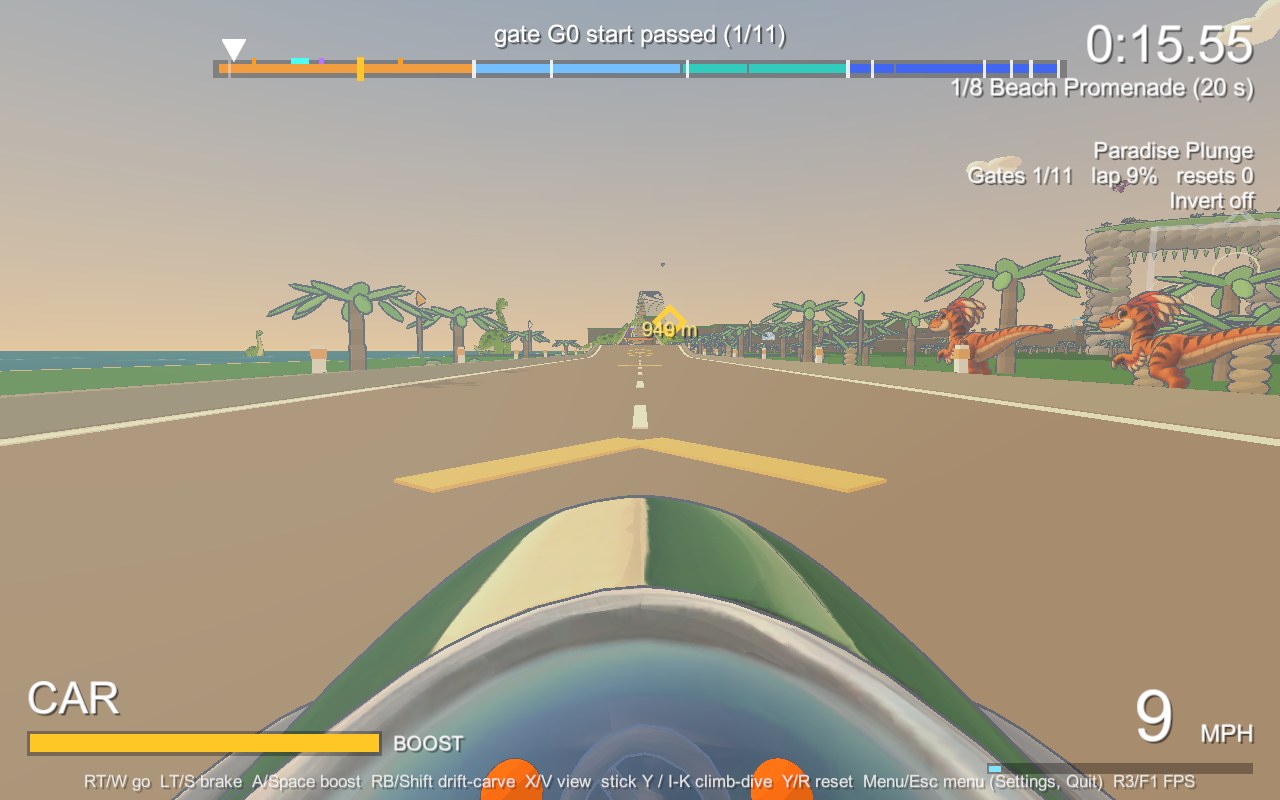 gate G0 start passed (1/11)
0:15.55
1/8 Beach Promenade (20 s)
Paradise Plunge
Gates 1/11 lap 9% resets 0
Invert off
949 m
CAR
BOOST
9 MPH
RT/W go LT/S brake A/Space boost RB/Shift drift-carve X/V view stick Y / I-K climb-dive Y/R reset Menu/Esc menu (Settings, Quit) R3/F1 FPS